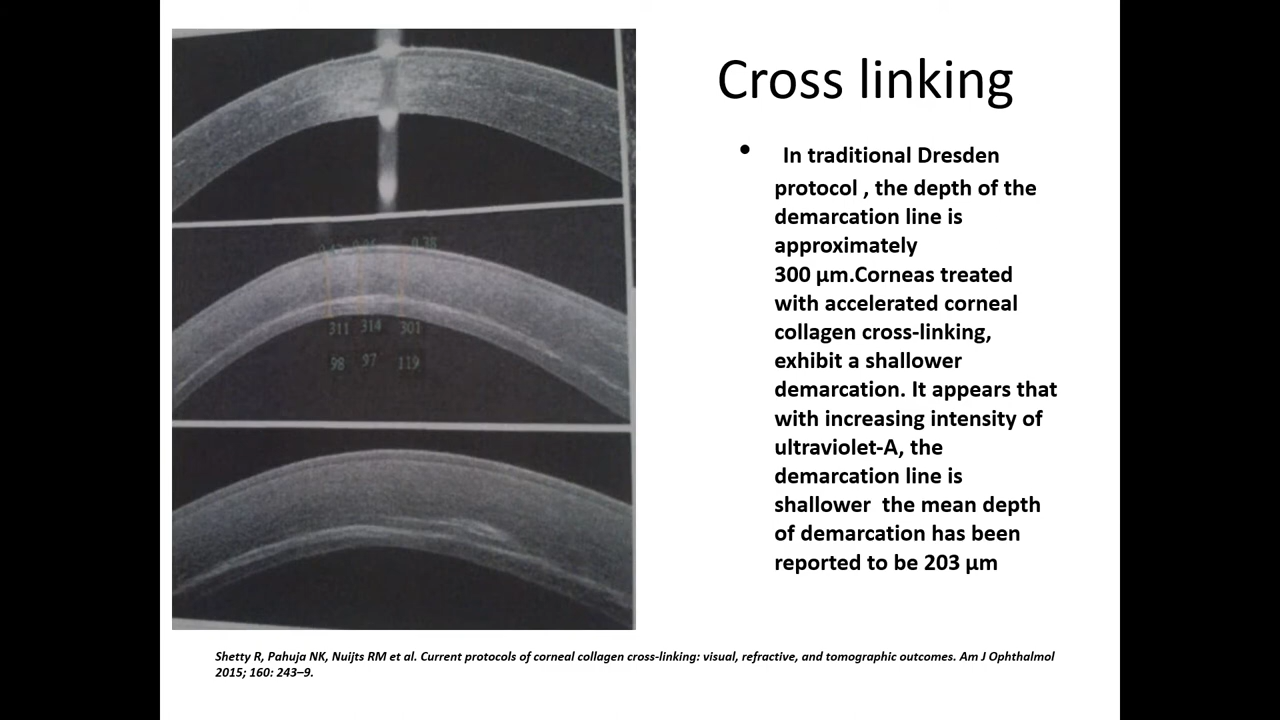 Cross linking
• In traditional Dresden
protocol , the depth of the
demarcation line is
approximately
300 µm.Corneas treated
with accelerated corneal
collagen cross-linking,
exhibit a shallower
demarcation. It appears that
with increasing intensity of
ultraviolet-A, the
demarcation line is
shallower the mean depth
of demarcation has been
reported to be 203 µm
311 314 301
98 97 119
Shetty R, Pahuja NK, Nuijts RM et al. Current protocols of corneal collagen cross-linking: visual, refractive, and tomographic outcomes. Am J Ophthalmol
2015; 160: 243–9.